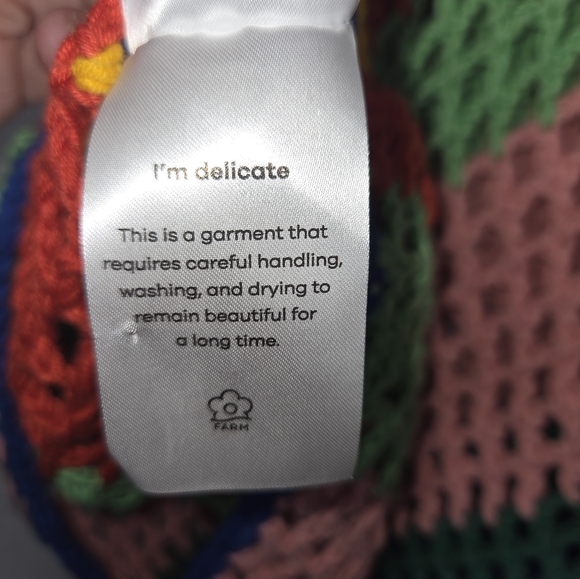 I'm delicate
This is a garment that
requires careful handling,
washing, and drying to
remain beautiful for
a long time.
FARM